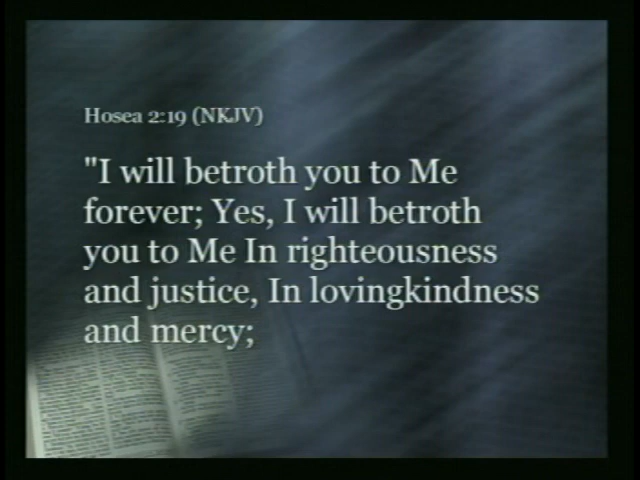 Hosea 2:19 (NKJV)
"I will betroth you to Me
forever; Yes, I will betroth
you to Me In righteousness
and justice, In lovingkindness
and mercy;